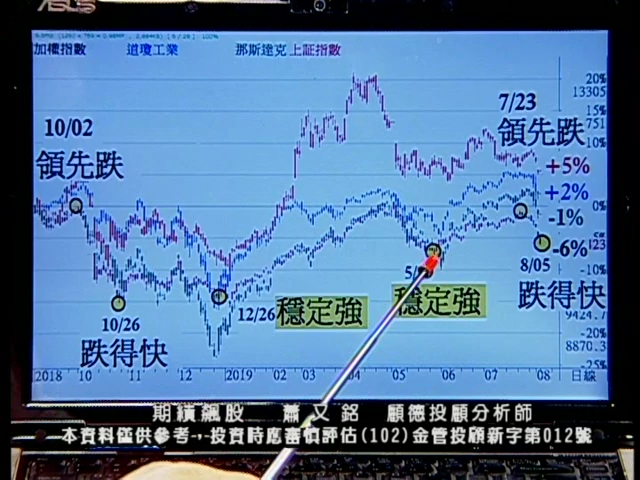 ASUS
加權指數 道瓊工業 那斯達克 上証指數
20%
13305
15%
751
10%
7/23
領先跌
10/02
領先跌
+5%
+2%
0%
-1%
-6%
8/05
跌得快
-10%
9424.7
-20%
8870.3
-25%
12/26
穩定強
穩定強
10/26
跌得快
2018 10 11 12 2019 02 03 04 05 06 07 08 日線
期績飆股 蕭又銘 顧德投顧分析師
本資料僅供參考,投資時應審慎評估(102)金管投顧新字第012號